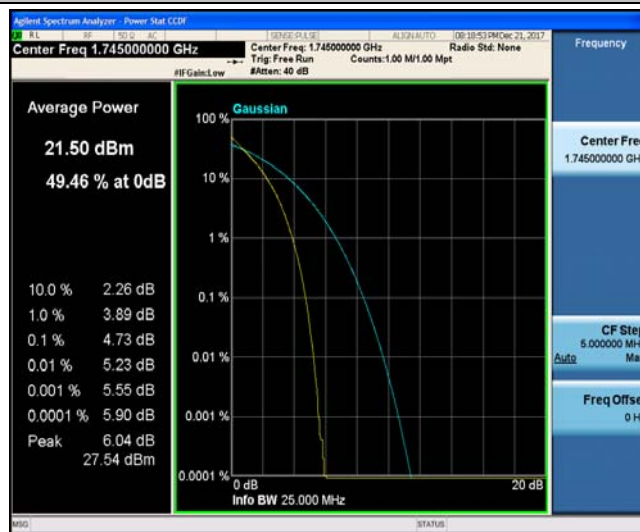 Agilent Spectrum Analyzer - Power Stat CCDF
RL RF 50 Ω AC SENSE:PULSE ALIGN AUTO 08:18:53 PM Dec 21, 2017
Center Freq 1.745000000 GHz
Center Freq: 1.745000000 GHz Radio Std: None
Trig: Free Run Counts:1.00 M/1.00 Mpt
#IFGain:Low #Atten: 40 dB
Frequency
Average Power
21.50 dBm
49.46 % at 0dB
10.0 % 2.26 dB
1.0 % 3.89 dB
0.1 % 4.73 dB
0.01 % 5.23 dB
0.001 % 5.55 dB
0.0001 % 5.90 dB
Peak 6.04 dB
27.54 dBm
Gaussian
100 %
10 %
1 %
0.1 %
0.01 %
0.001 %
0.0001 %
0 dB 20 dB
Info BW 25.000 MHz
Center Fre
1.745000000 GH
CF Step
5.000000 MH
Auto Ma
Freq Offse
0 H
MSG STATUS